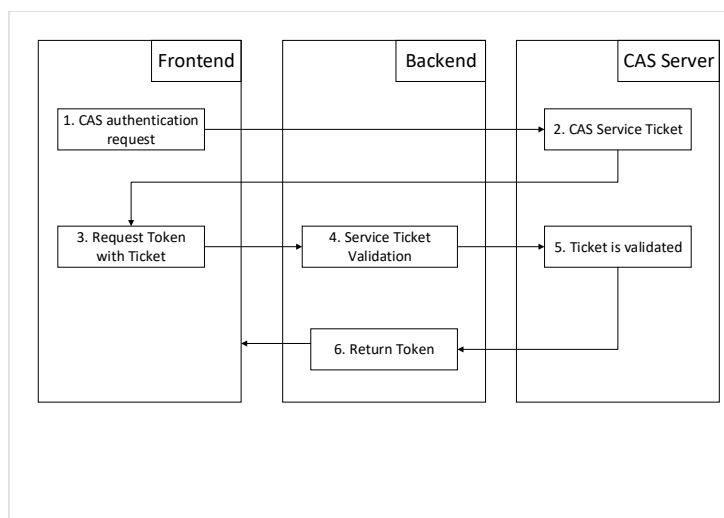 Frontend
Backend
CAS Server
1. CAS authentication
request
2. CAS Service Ticket
3. Request Token
with Ticket
4. Service Ticket
Validation
5. Ticket is validated
6. Return Token